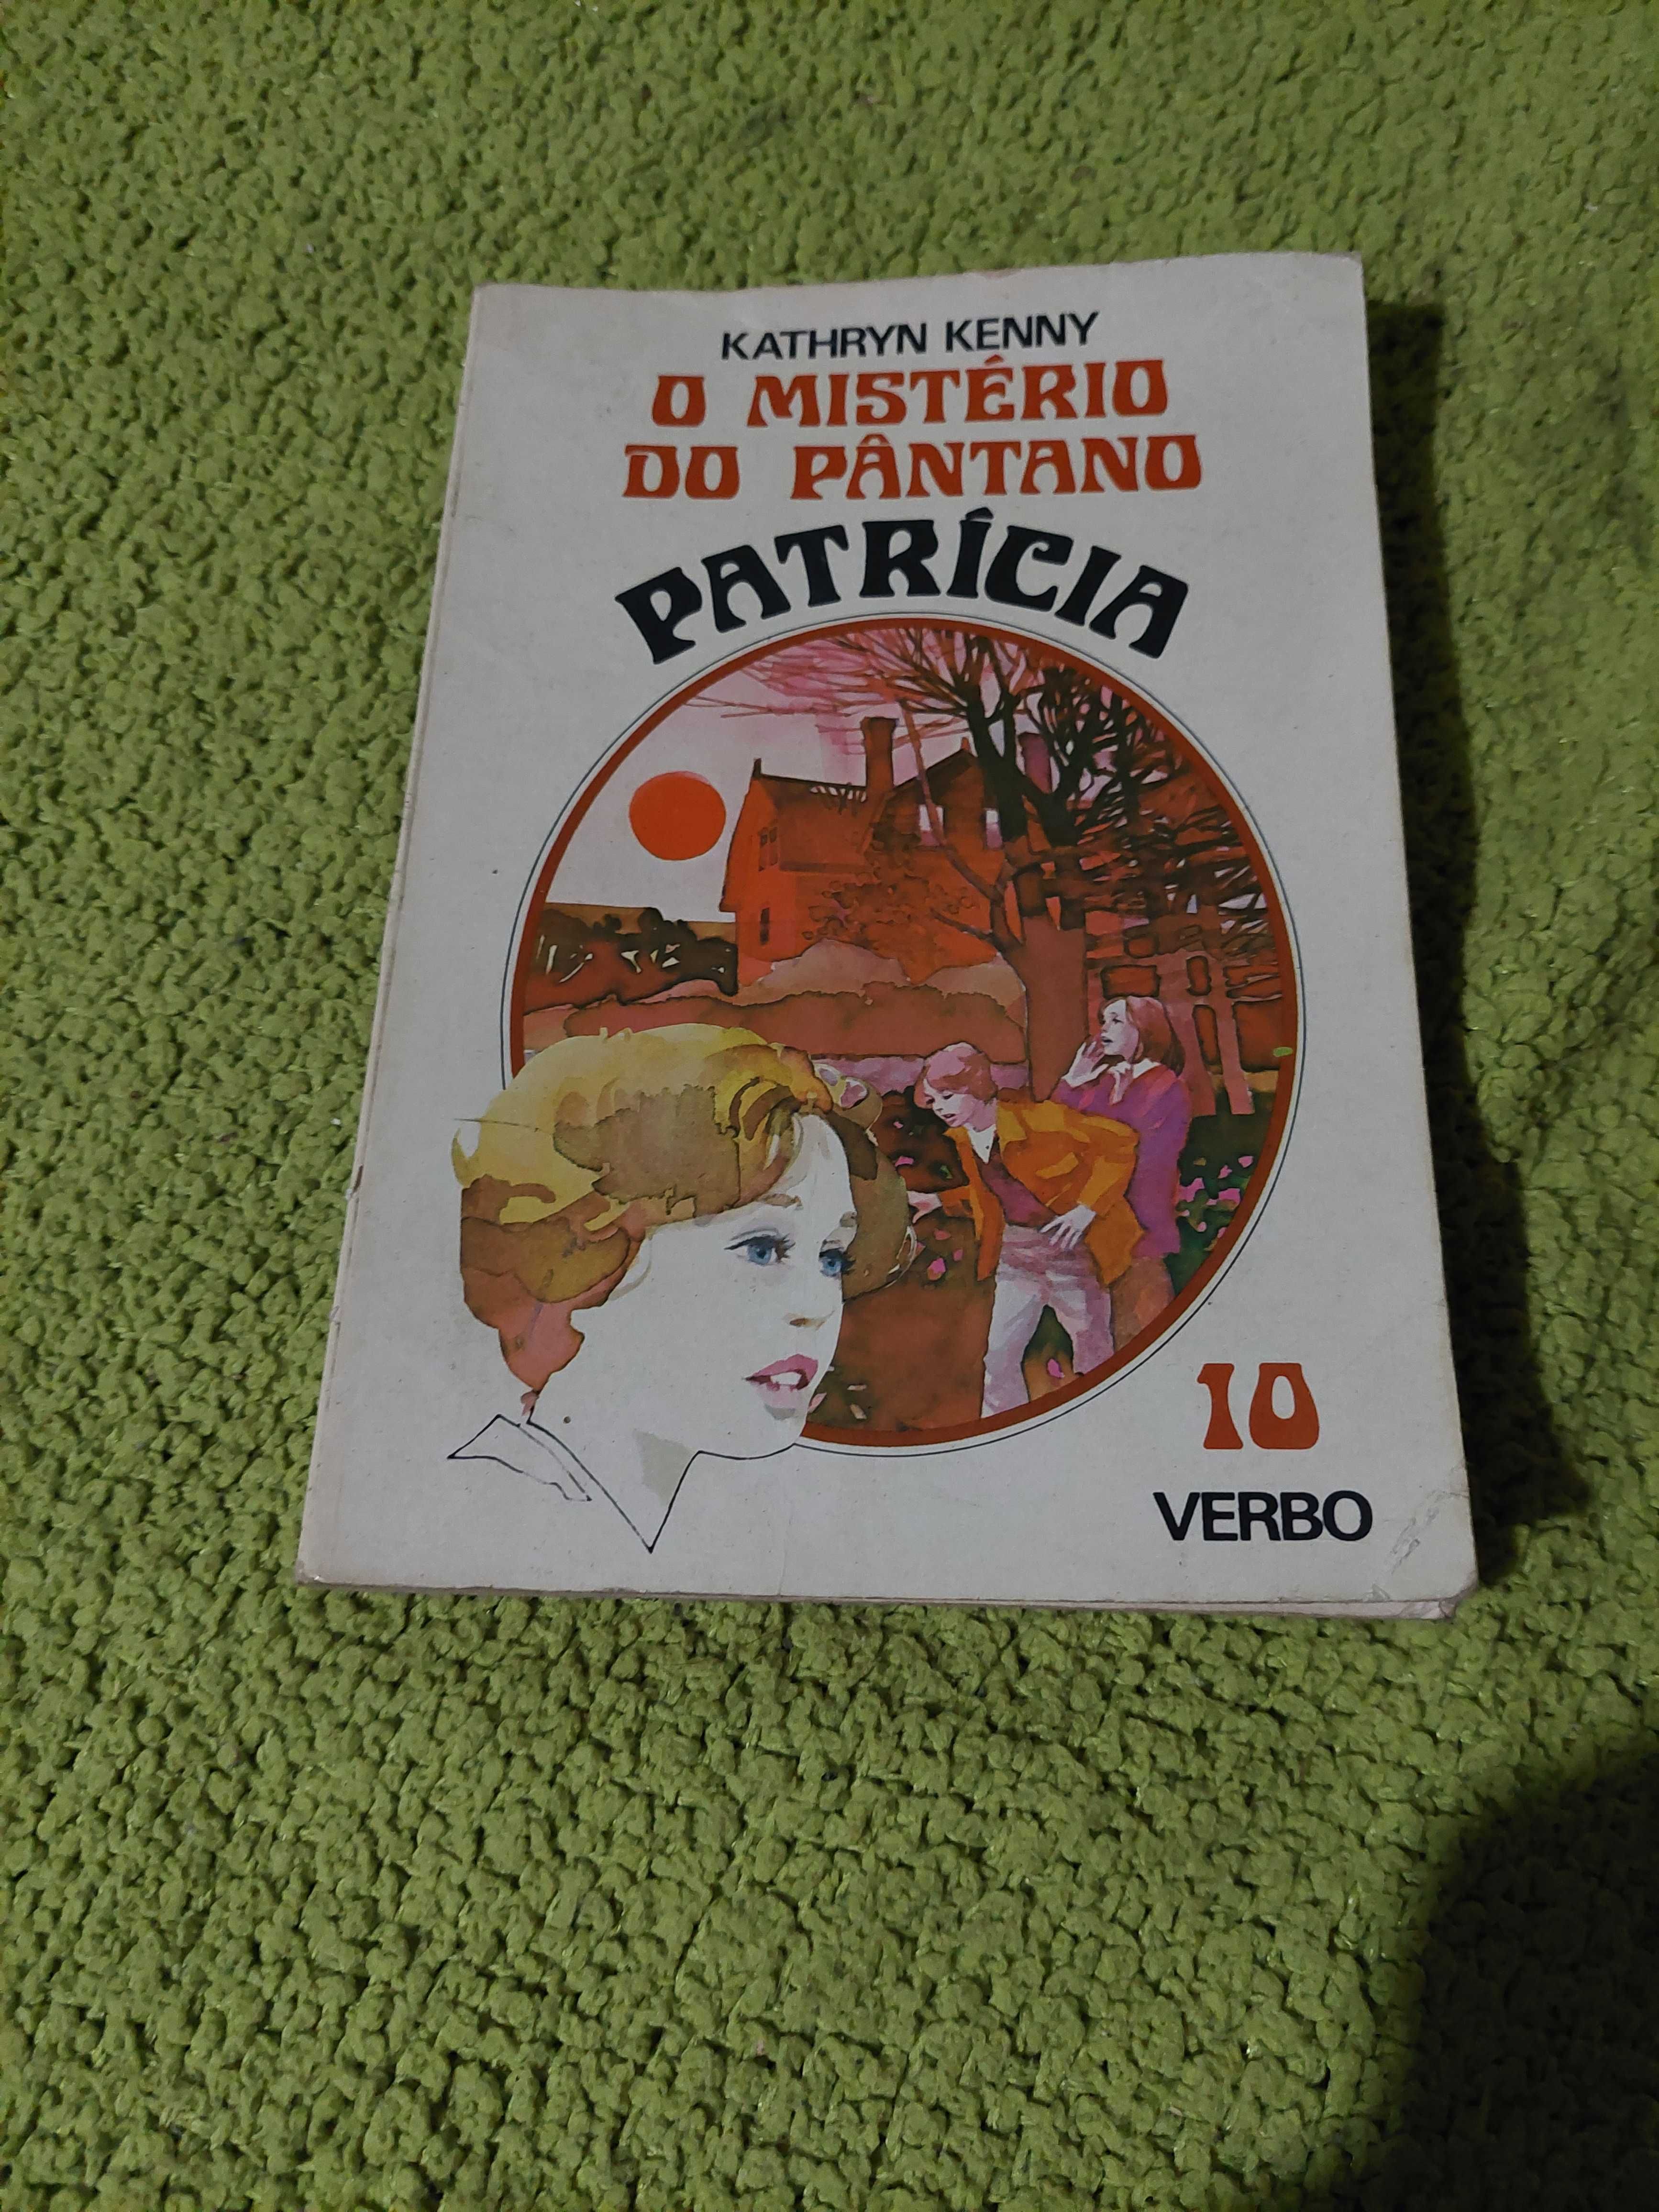 KATHRYN KENNY
O MISTÉRIO
DO PÂNTANO
PATRÍCIA
10
VERBO